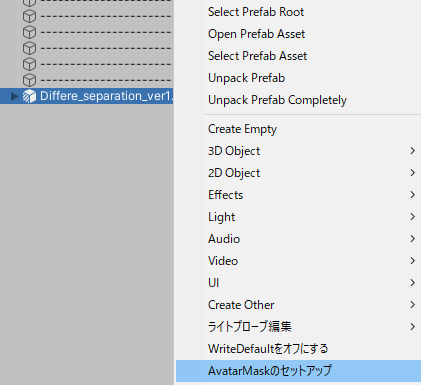 Select Prefab Root
Open Prefab Asset
Select Prefab Asset
Unpack Prefab
Unpack Prefab Completely
Differe_separation_ver1.
Create Empty
3D Object
2D Object
Effects
Light
Audio
Video
UI
Create Other
ライトプローブ編集
WriteDefaultをオフにする
AvatarMaskのセットアップ